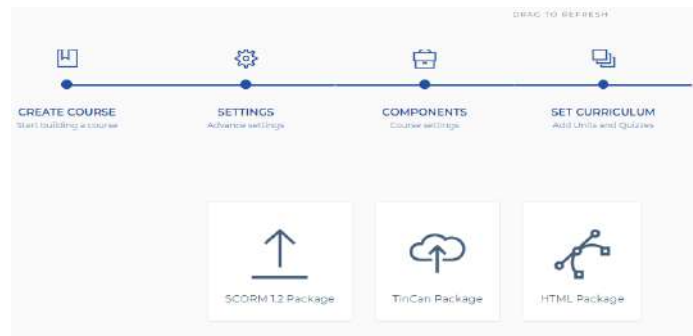 DRAG TO REFRESH
CREATE COURSE
Start building a course
SETTINGS
Advance settings
COMPONENTS
Course settings
SET CURRICULUM
Add Units and Quizzes
SCORM 1.2 Package
TinCan Package
HTML Package